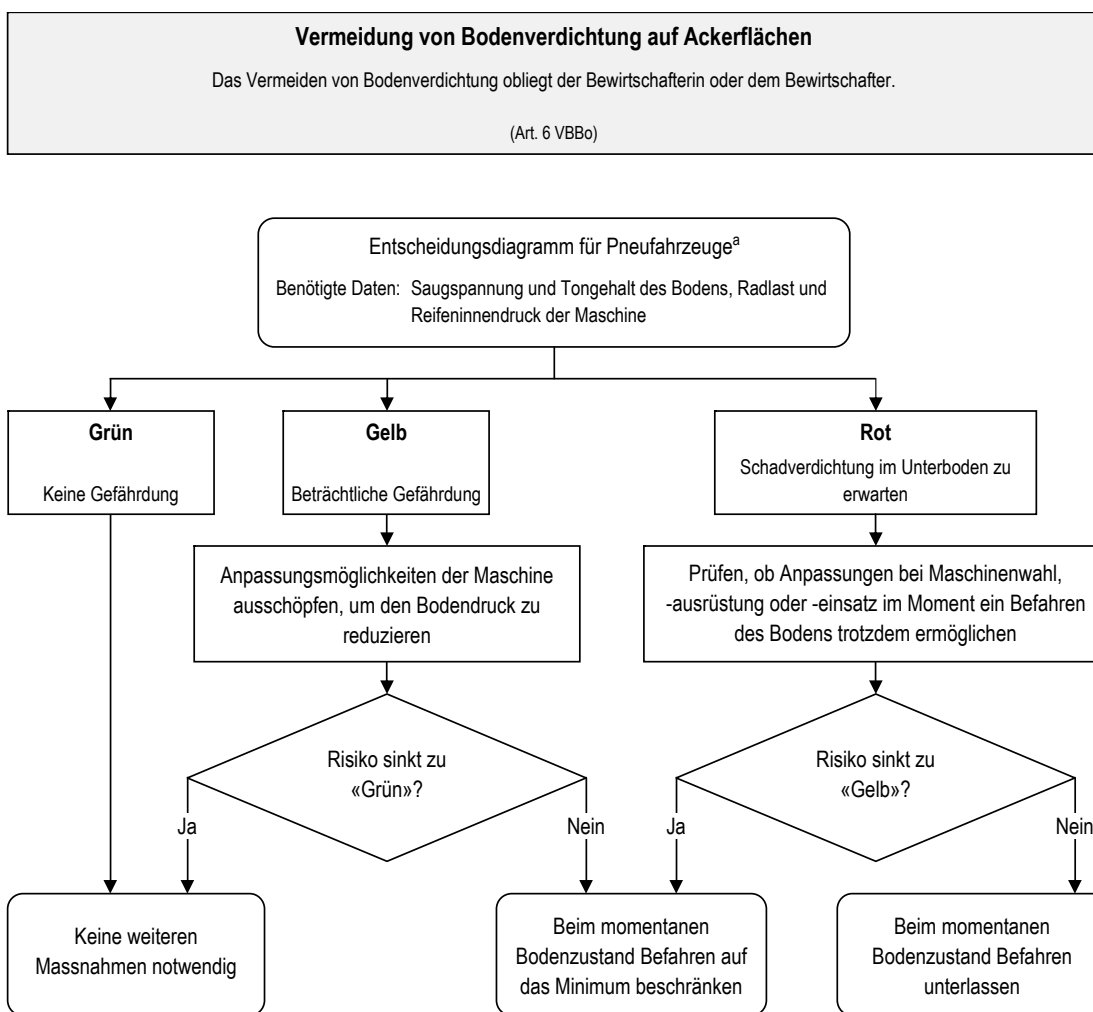 Vermeidung von Bodenverdichtung auf Ackerflächen
Das Vermeiden von Bodenverdichtung obliegt der Bewirtschafterin oder dem Bewirtschafter.
(Art. 6 VBBo)
Entscheidungsdiagramm für Pneufahrzeugeᵃ
Benötigte Daten: Saugspannung und Tongehalt des Bodens, Radlast und
Reifeninnendruck der Maschine
Grün
Keine Gefährdung
Gelb
Beträchtliche Gefährdung
Rot
Schadverdichtung im Unterboden zu
erwarten
Anpassungsmöglichkeiten der Maschine
ausschöpfen, um den Bodendruck zu
reduzieren
Prüfen, ob Anpassungen bei Maschinenwahl,
-ausrüstung oder -einsatz im Moment ein Befahren
des Bodens trotzdem ermöglichen
Risiko sinkt zu
«Grün»?
Ja
Nein
Risiko sinkt zu
«Gelb»?
Ja
Nein
Keine weiteren
Massnahmen notwendig
Beim momentanen
Bodenzustand Befahren auf
das Minimum beschränken
Beim momentanen
Bodenzustand Befahren
unterlassen